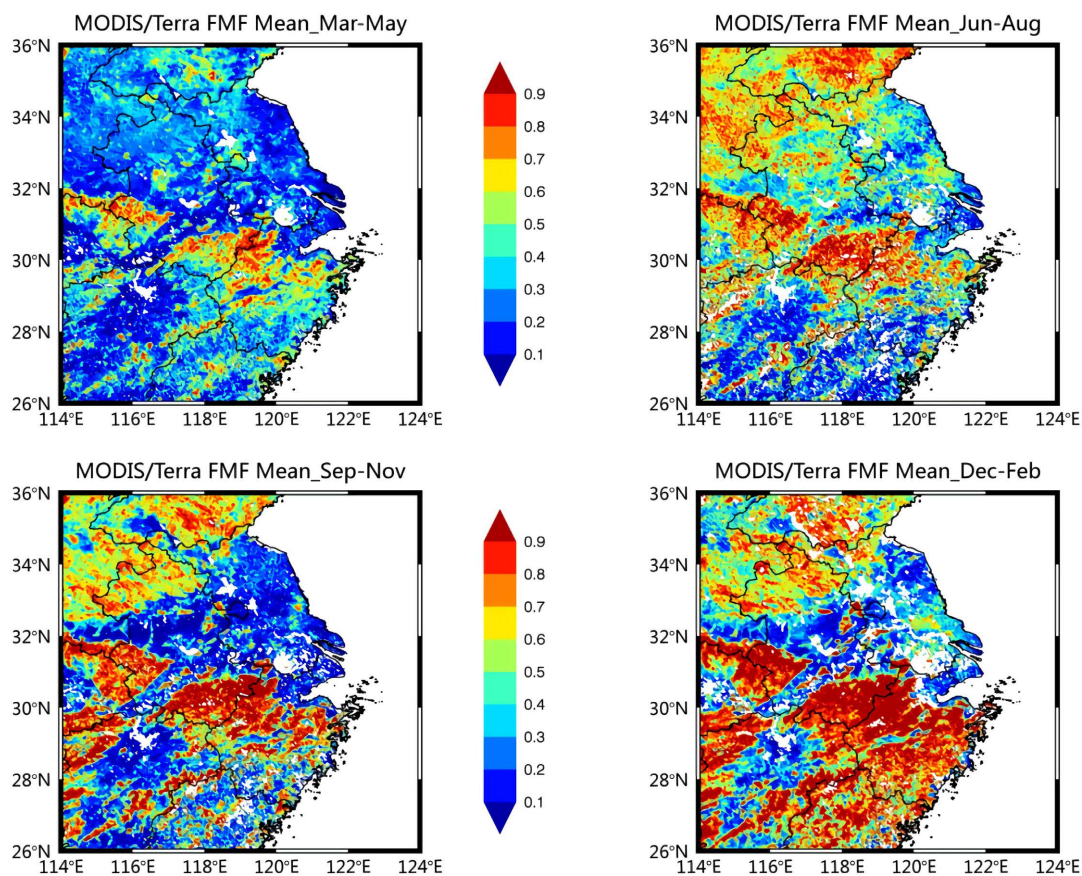 MODIS/Terra FMF Mean_Mar-May
36°N
34°N
32°N
30°N
28°N
26°N
114°E 116°E 118°E 120°E 122°E 124°E
0.9
0.8
0.7
0.6
0.5
0.4
0.3
0.2
0.1
MODIS/Terra FMF Mean_Jun-Aug
36°N
34°N
32°N
30°N
28°N
26°N
114°E 116°E 118°E 120°E 122°E 124°E
MODIS/Terra FMF Mean_Sep-Nov
36°N
34°N
32°N
30°N
28°N
26°N
114°E 116°E 118°E 120°E 122°E 124°E
0.9
0.8
0.7
0.6
0.5
0.4
0.3
0.2
0.1
MODIS/Terra FMF Mean_Dec-Feb
36°N
34°N
32°N
30°N
28°N
26°N
114°E 116°E 118°E 120°E 122°E 124°E